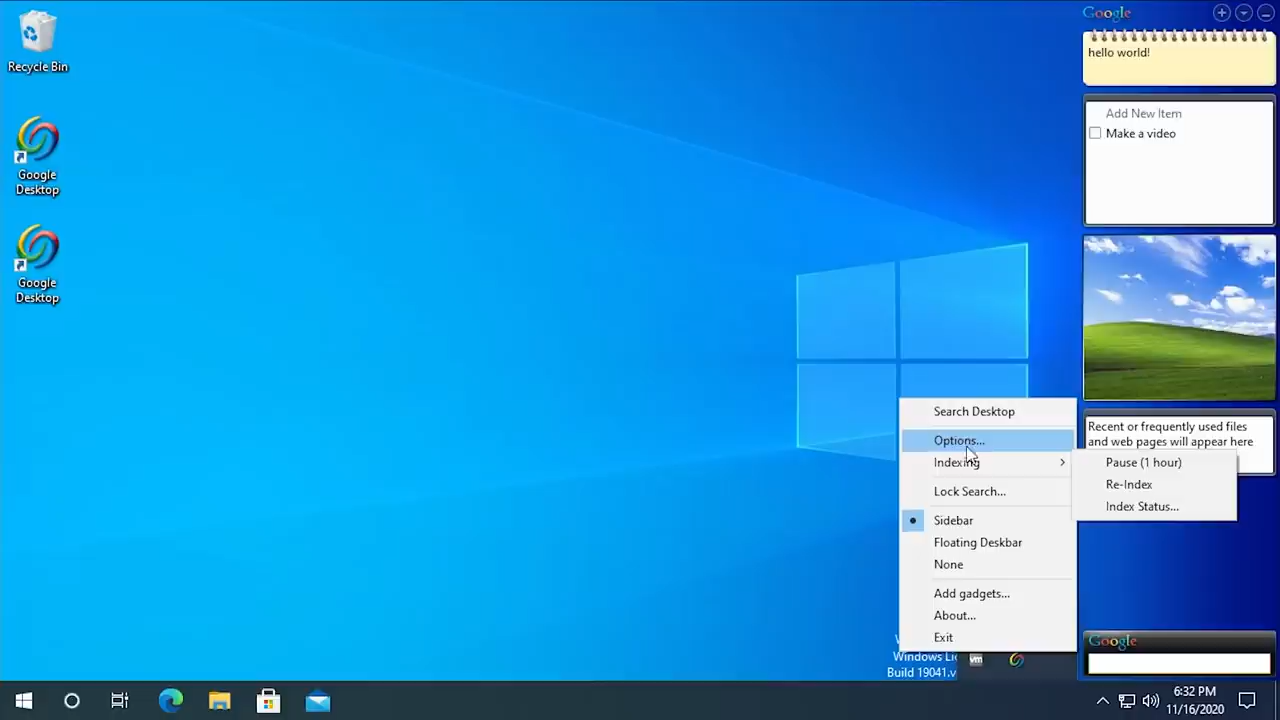 Recycle Bin
Google
Desktop
Google
Desktop
Google
hello world!
Add New Item
Make a video
Recent or frequently used files
and web pages will appear here
Search Desktop
Options...
Indexing
Pause (1 hour)
Re-Index
Index Status...
Lock Search...
Sidebar
Floating Deskbar
None
Add gadgets...
About...
Exit
Google
Windows
Build 19041.v
vm
6:32 PM
11/16/2020